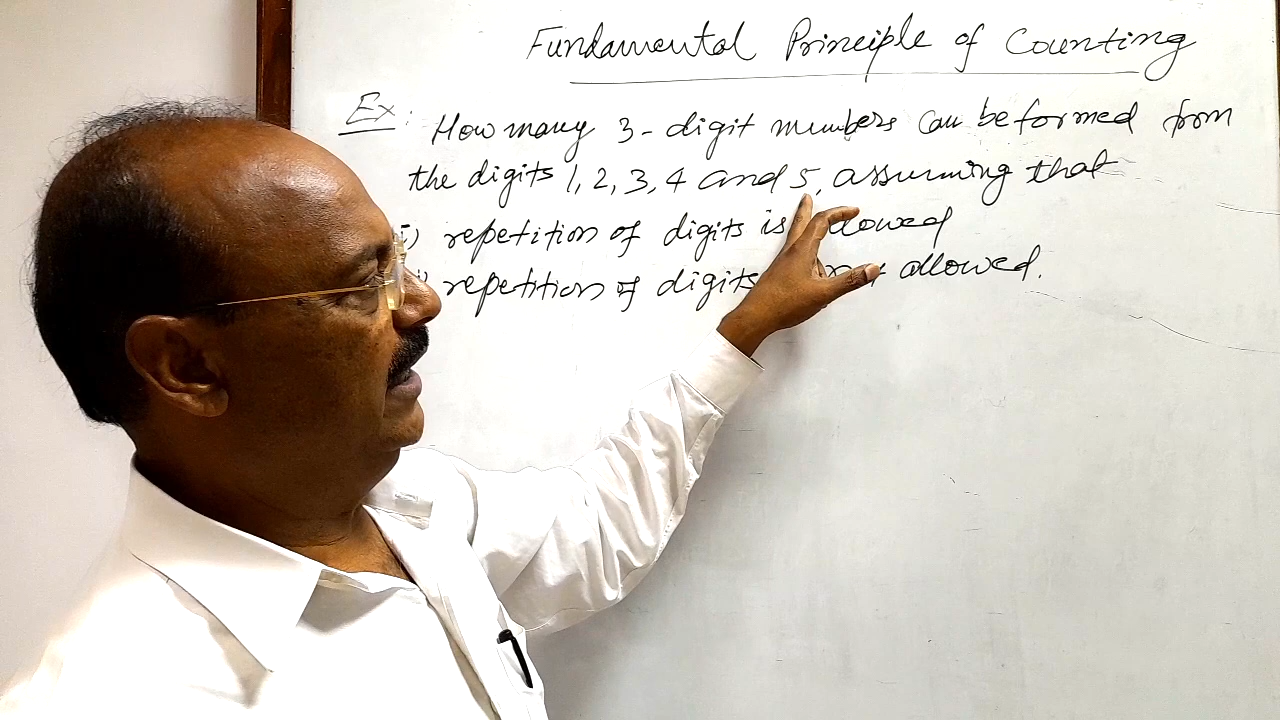 Fundamental Principle of Counting
Ex: How many 3-digit numbers can be formed from
the digits 1, 2, 3, 4 and 5, assuming that
repetition of digits is allowed
repetition of digits allowed.